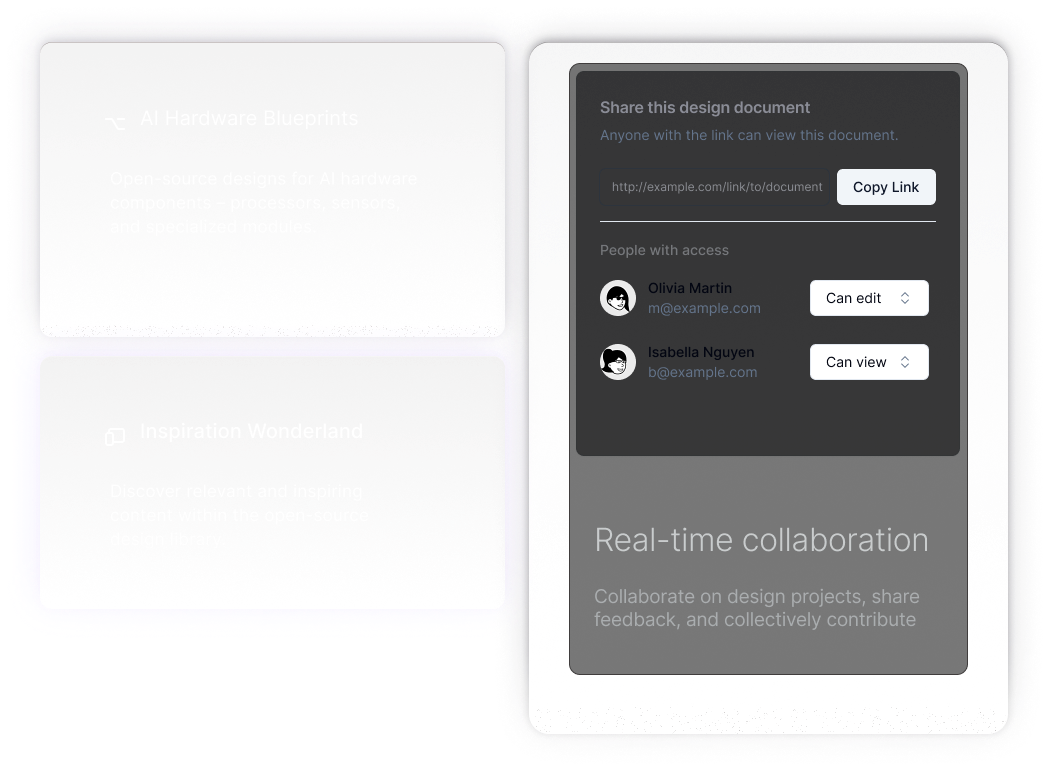 AI Hardware Blueprints
Open-source designs for AI hardware
components – processors, sensors,
and specialized modules.
Inspiration Wonderland
Discover relevant and inspiring
content within the open-source
Share this design document
Anyone with the link can view this document.
http://example.com/link/to/document
Copy Link
People with access
Olivia Martin
m@example.com
Can edit
Isabella Nguyen
b@example.com
Can view
Real-time collaboration
Collaborate on design projects, share
feedback, and collectively contribute